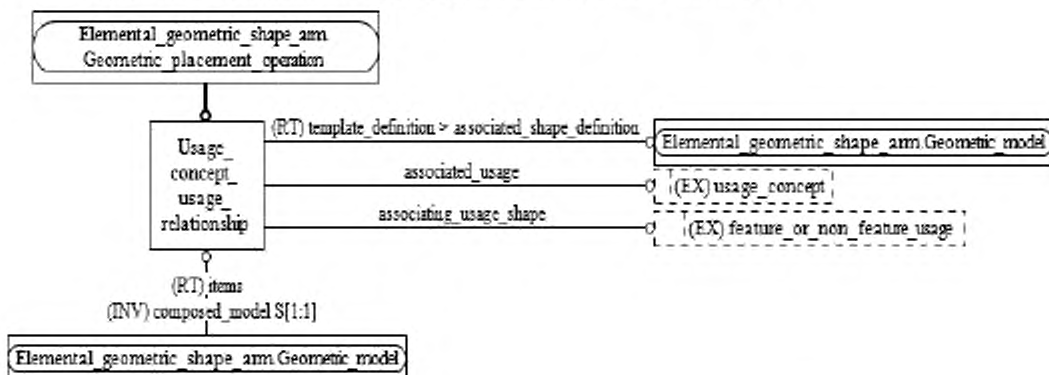 Elemental_geometric_shape_arm.
Geometric_placement_operation
(RT) template_definition > associated_shape_definition
Elemental_geometric_shape_arm.Geometric_model
Usage_
concept_
usage_
relationship
associated_usage
(EX) usage_concept
associating_usage_shape
(EX) feature_or_non_feature_usage
(RT) items
(INV) composed_model S[1:1]
Elemental_geometric_shape_arm.Geometric_model